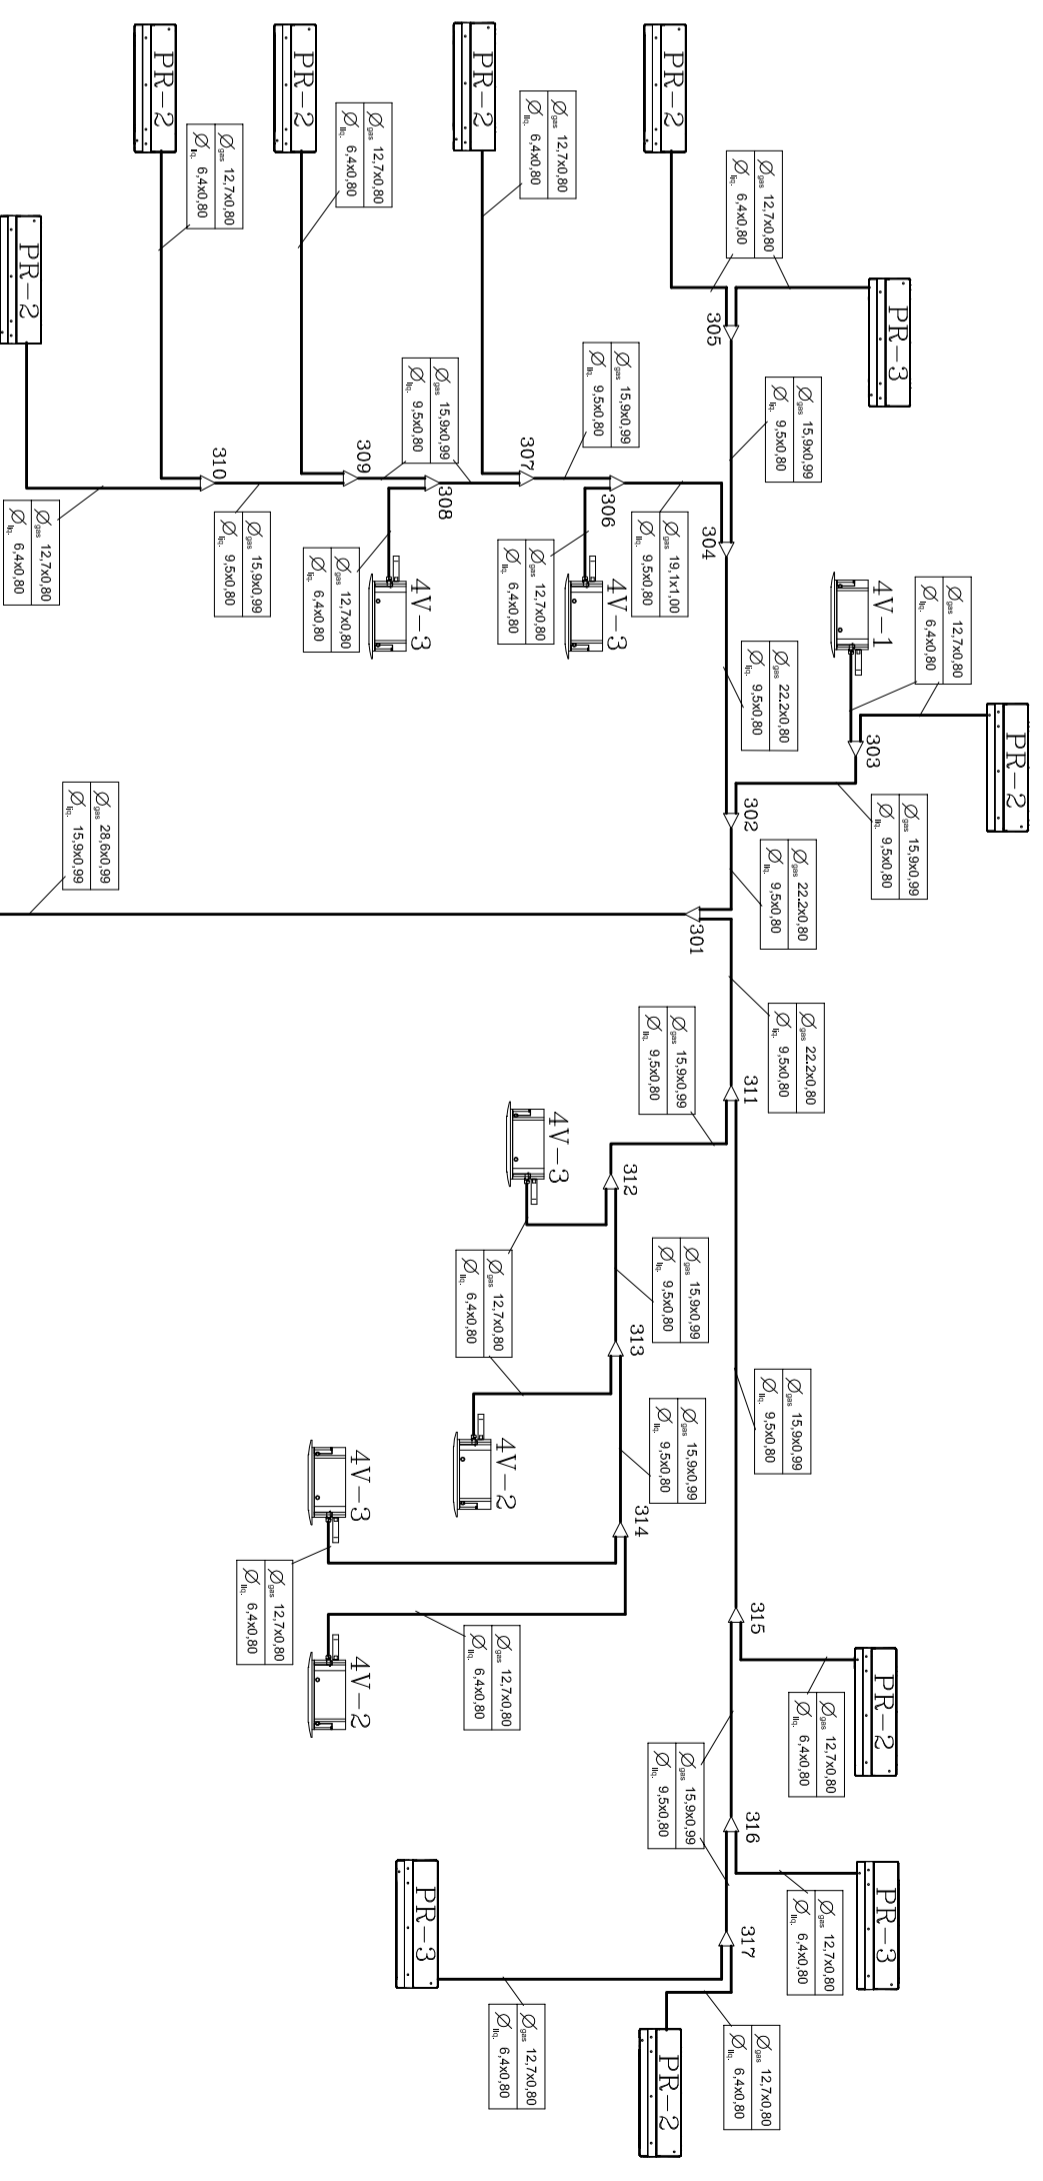 PR-2
PR-2
PR-2
PR-2
Ø gas 12,7x0,80
Ø liq. 6,4x0,80
Ø gas 12,7x0,80
Ø liq. 6,4x0,80
Ø gas 12,7x0,80
Ø liq. 6,4x0,80
Ø gas 12,7x0,80
Ø liq. 6,4x0,80
PR-2
PR-3
305
Ø gas 15,9x0,99
Ø liq. 9,5x0,80
Ø gas 15,9x0,99
Ø liq. 9,5x0,80
Ø gas 15,9x0,99
Ø liq. 9,5x0,80
310
309
308
307
306
304
Ø gas 12,7x0,80
Ø liq. 6,4x0,80
Ø gas 15,9x0,99
Ø liq. 9,5x0,80
Ø gas 12,7x0,80
Ø liq. 6,4x0,80
Ø gas 12,7x0,80
Ø liq. 6,4x0,80
Ø gas 19,1x1,00
Ø liq. 9,5x0,80
4V-3
4V-3
4V-1
Ø gas 12,7x0,80
Ø liq. 6,4x0,80
Ø gas 22.2x0,80
Ø liq. 9,5x0,80
PR-2
303
302
Ø gas 15,9x0,99
Ø liq. 9,5x0,80
Ø gas 28,6x0,99
Ø liq. 15,9x0,99
Ø gas 22.2x0,80
Ø liq. 9,5x0,80
301
Ø gas 22.2x0,80
Ø liq. 9,5x0,80
Ø gas 15,9x0,99
Ø liq. 9,5x0,80
311
4V-3
312
Ø gas 12,7x0,80
Ø liq. 6,4x0,80
Ø gas 15,9x0,99
Ø liq. 9,5x0,80
313
Ø gas 15,9x0,99
Ø liq. 9,5x0,80
Ø gas 15,9x0,99
Ø liq. 9,5x0,80
4V-2
4V-3
314
Ø gas 12,7x0,80
Ø liq. 6,4x0,80
Ø gas 12,7x0,80
Ø liq. 6,4x0,80
4V-2
315
PR-2
Ø gas 12,7x0,80
Ø liq. 6,4x0,80
Ø gas 15,9x0,99
Ø liq. 9,5x0,80
316
PR-3
Ø gas 12,7x0,80
Ø liq. 6,4x0,80
PR-3
317
Ø gas 12,7x0,80
Ø liq. 6,4x0,80
Ø gas 12,7x0,80
Ø liq. 6,4x0,80
PR-2